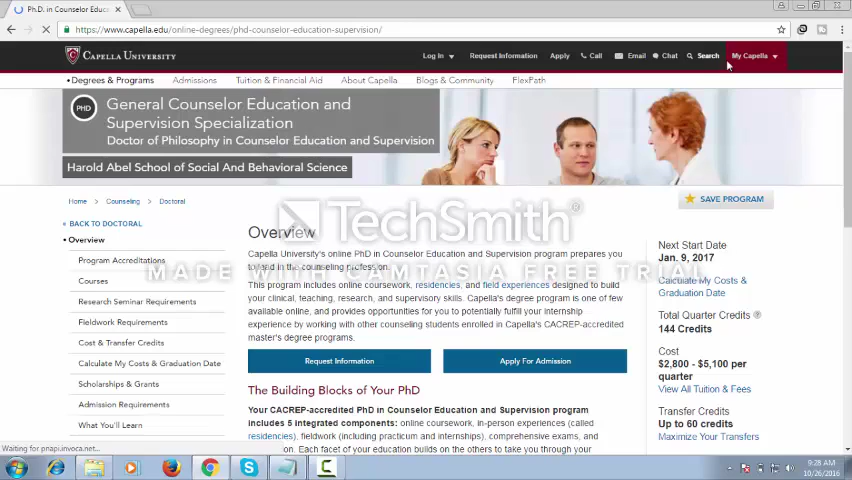 Ph.D. in Counselor Educa
https://www.capella.edu/online-degrees/phd-counselor-education-supervision/
CAPELLA UNIVERSITY
Log In
Request Information
Apply
Call
Email
Chat
Search
My Capella
Degrees & Programs
Admissions
Tuition & Financial Aid
About Capella
Blogs & Community
FlexPath
PHD
General Counselor Education and
Supervision Specialization
Doctor of Philosophy in Counselor Education and Supervision
Harold Abel School of Social And Behavioral Science
Home
Counseling
Doctoral
SAVE PROGRAM
« BACK TO DOCTORAL
Overview
Program Accreditations
Courses
Research Seminar Requirements
Fieldwork Requirements
Cost & Transfer Credits
Calculate My Costs & Graduation Date
Scholarships & Grants
Admission Requirements
What You'll Learn
Overview
Capella University's online PhD in Counselor Education and Supervision program prepares you
to lead in the counseling profession.
This program includes online coursework, residencies, and field experiences designed to build
your clinical, teaching, research, and supervisory skills. Capella's degree program is one of few
available online, and provides opportunities for you to potentially fulfill your internship
experience by working with other counseling students enrolled in Capella's CACREP-accredited
master's degree programs.
Request Information
Apply For Admission
The Building Blocks of Your PhD
Your CACREP-accredited PhD in Counselor Education and Supervision program
includes 5 integrated components: online coursework, in-person experiences (called
residencies), fieldwork (including practicum and internships), comprehensive exams, and
on. Each facet of your education builds on the others to take you through your
Next Start Date
Jan. 9, 2017
Calculate My Costs &
Graduation Date
Total Quarter Credits
144 Credits
Cost
$2,800 - $5,100 per
quarter
View All Tuition & Fees
Transfer Credits
Up to 60 credits
Maximize Your Transfers
TechSmith
MADE WITH CAMTASIA FREE TRIAL
Waiting for pnapi.invoca.net...
9:28 AM
10/26/2016